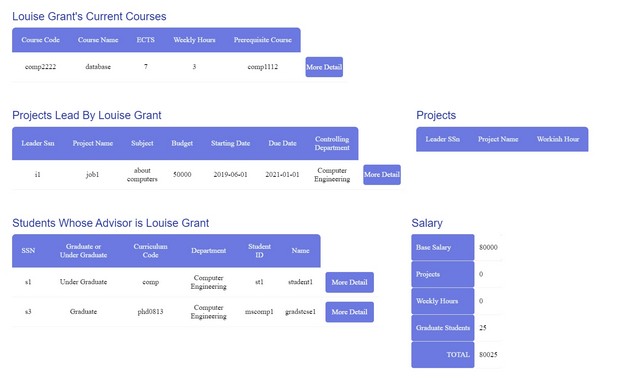 Louise Grant's Current Courses
Course Code Course Name ECTS Weekly Hours Prerequisite Course
comp2222 database 7 3 comp1112 More Detail
Projects Lead By Louise Grant
Leader Ssn Project Name Subject Budget Starting Date Due Date Controlling Department
i1 job1 about computers 50000 2019-06-01 2021-01-01 Computer Engineering More Detail
Projects
Leader SSn Project Name Workish Hour
Students Whose Advisor is Louise Grant
SSN Graduate or Under Graduate Curriculum Code Department Student ID Name
s1 Under Graduate comp Computer Engineering st1 student1 More Detail
s3 Graduate phd0813 Computer Engineering mscomp1 gradstcse1 More Detail
Salary
Base Salary 80000
Projects 0
Weekly Hours 0
Graduate Students 25
TOTAL 80025